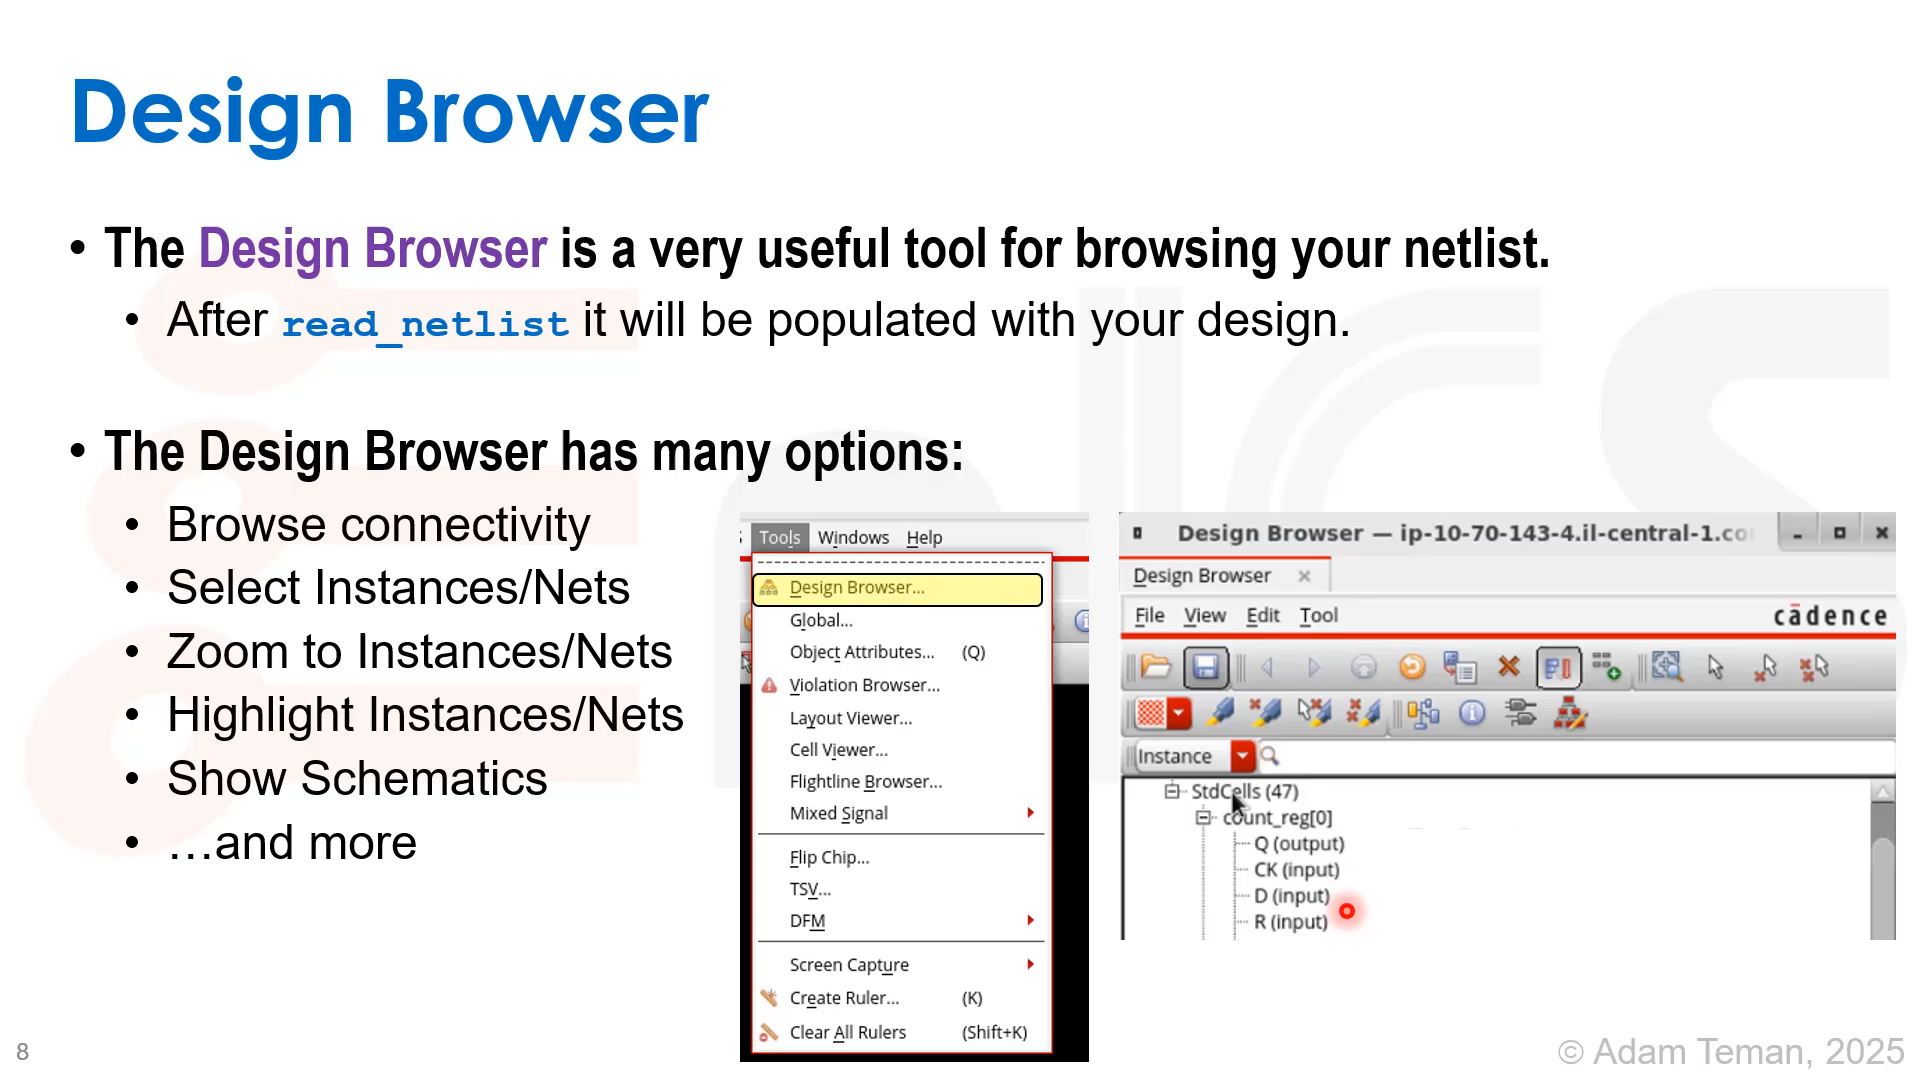 Design Browser
• The Design Browser is a very useful tool for browsing your netlist.
• After read_netlist it will be populated with your design.
• The Design Browser has many options:
• Browse connectivity
• Select Instances/Nets
• Zoom to Instances/Nets
• Highlight Instances/Nets
• Show Schematics
• …and more
Tools Windows Help
Design Browser...
Global...
Object Attributes... (Q)
Violation Browser...
Layout Viewer...
Cell Viewer...
Flightline Browser...
Mixed Signal
Flip Chip...
TSV...
DFM
Screen Capture
Create Ruler... (K)
Clear All Rulers (Shift+K)
Design Browser — ip-10-70-143-4.il-central-1.co
Design Browser
File View Edit Tool
cādence
Instance
StdCells (47)
count_reg[0]
Q (output)
CK (input)
D (input)
R (input)
8
© Adam Teman, 2025